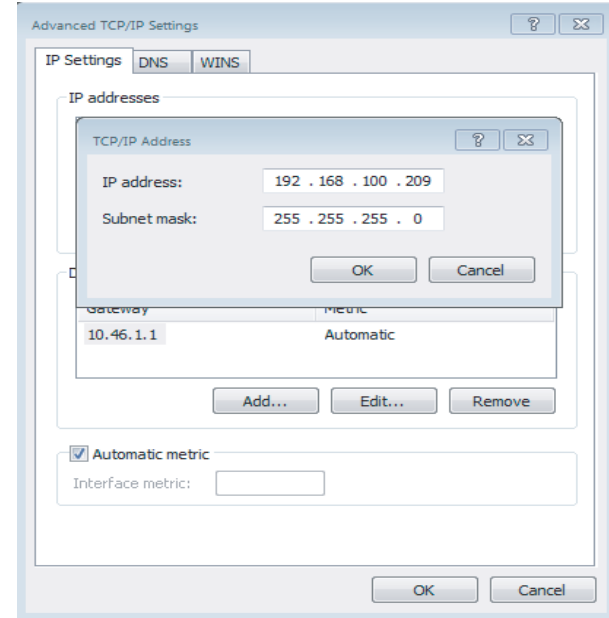 Advanced TCP/IP Settings
IP Settings DNS WINS
IP addresses
TCP/IP Address
IP address: 192 . 168 . 100 . 209
Subnet mask: 255 . 255 . 255 . 0
OK Cancel
Gateway Metric
10.46.1.1 Automatic
Add... Edit... Remove
Automatic metric
Interface metric:
OK Cancel